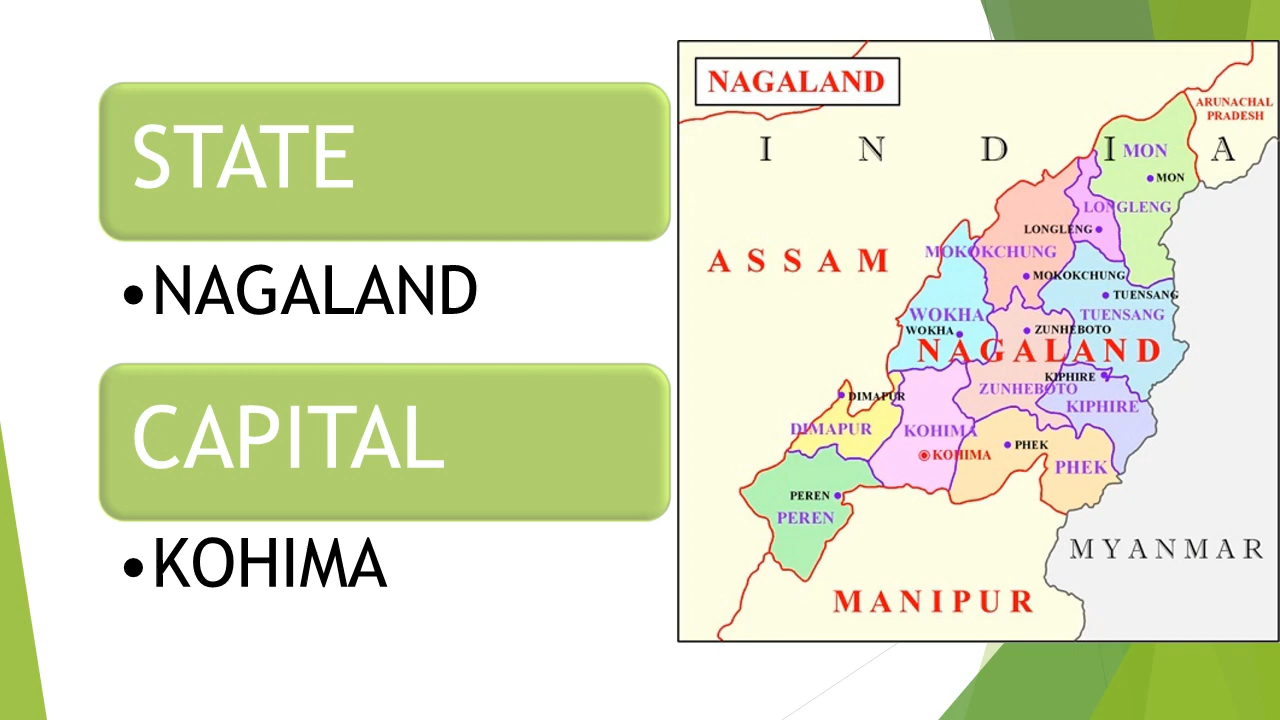 STATE
•NAGALAND
CAPITAL
•KOHIMA
NAGALAND
ARUNACHAL
PRADESH
I N D I A
MON
MON
LONGLENG
LONGLENG
ASSAM
MOKOKCHUNG
MOKOKCHUNG
TUENSANG
TUENSANG
WOKHA
WOKHA
ZUNHEBOTO
NAGALAND
KIPHIRE
ZUNHEBOTO
KIPHIRE
DIMAPUR
DIMAPUR
KOHIMA
KOHIMA
PHEK
PHEK
PEREN
PEREN
MYANMAR
MANIPUR